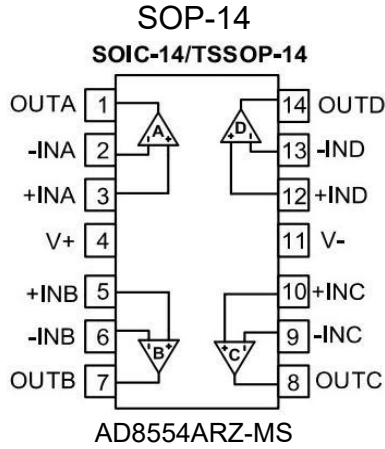 SOP-14
SOIC-14/TSSOP-14
OUTA 1 14 OUTD
A D
-INA 2 13 -IND
+INA 3 12 +IND
V+ 4 11 V-
+INB 5 10 +INC
-INB 6 9 -INC
B C
OUTB 7 8 OUTC
AD8554ARZ-MS